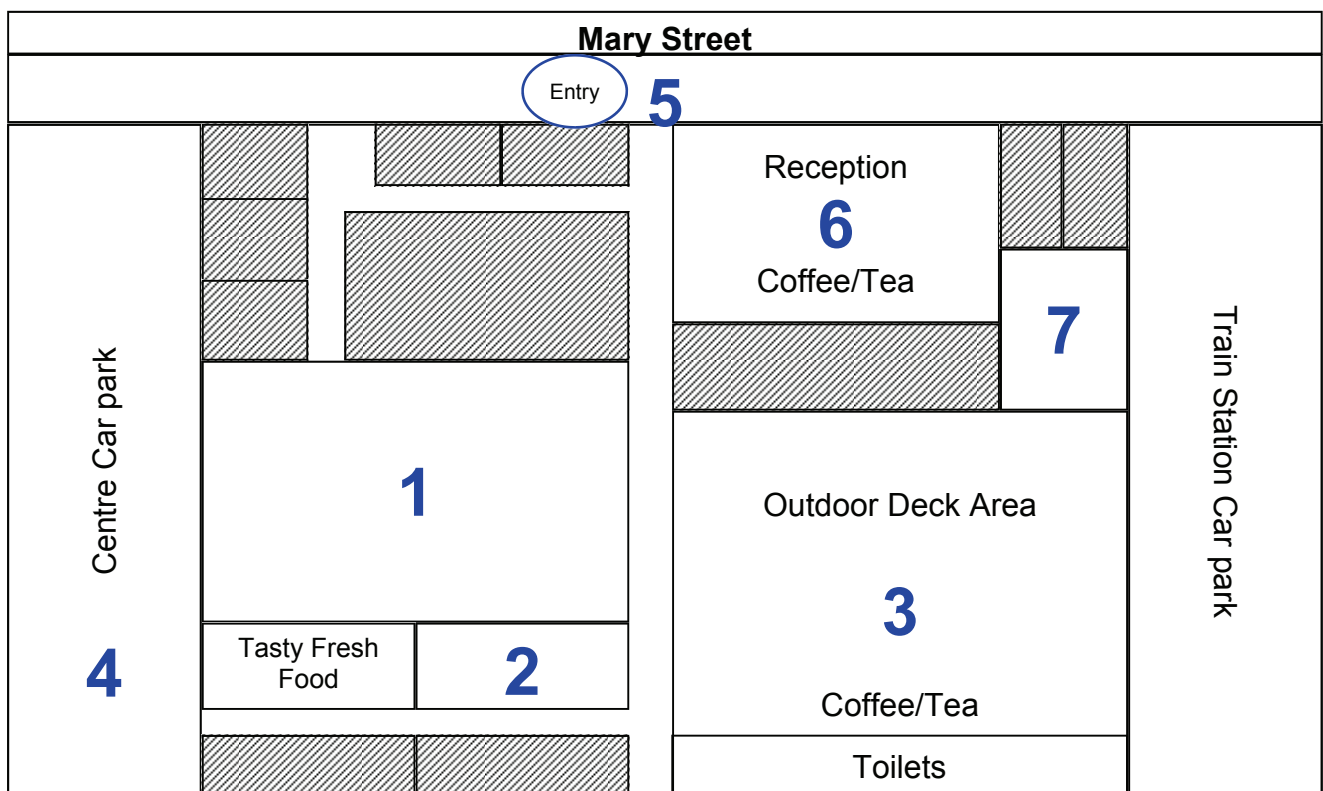 Mary Street
Entry
5
Reception
6
Coffee/Tea
7
Centre Car park
Train Station Car park
1
Outdoor Deck Area
3
Tasty Fresh
Food
2
4
Coffee/Tea
Toilets